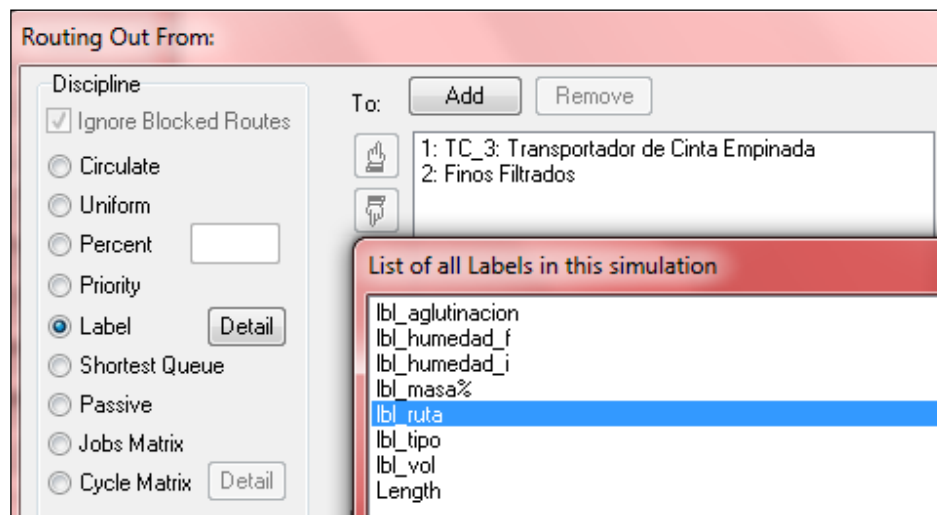 Routing Out From:
Discipline
Ignore Blocked Routes
Circulate
Uniform
Percent
Priority
Label Detail
Shortest Queue
Passive
Jobs Matrix
Cycle Matrix Detail
To: Add Remove
1: TC_3: Transportador de Cinta Empinada
2: Finos Filtrados
List of all Labels in this simulation
lbl_aglutinacion
lbl_humedad_f
lbl_humedad_i
lbl_masa%
lbl_ruta
lbl_tipo
lbl_vol
Length